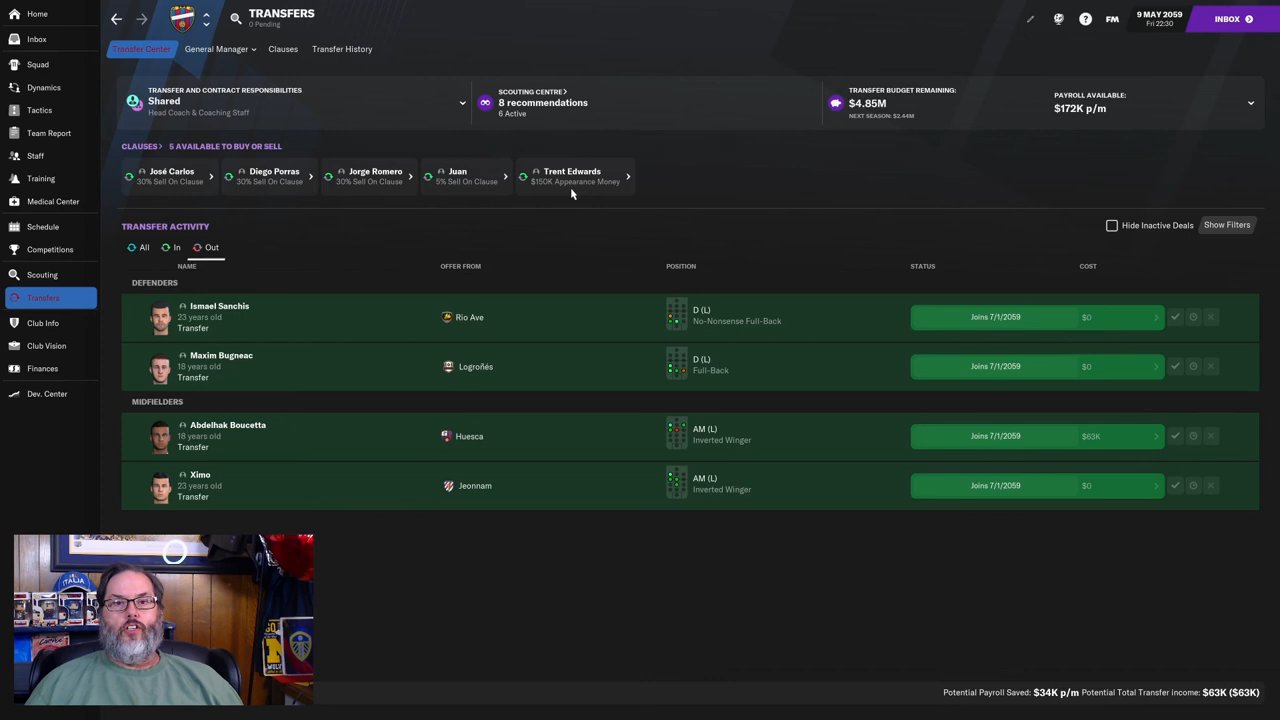 Home
TRANSFERS
0 Pending
9 MAY 2059
Fri 22:30
FM
INBOX
Inbox
Transfer Center
General Manager
Clauses
Transfer History
Squad
Dynamics
Tactics
Team Report
Staff
Training
Medical Center
Schedule
Competitions
Scouting
Transfers
Club Info
Club Vision
Finances
Dev. Center
TRANSFER AND CONTRACT RESPONSIBILITIES
Shared
Head Coach & Coaching Staff
SCOUTING CENTRE>
8 recommendations
6 Active
TRANSFER BUDGET REMAINING:
$4.85M
NEXT SEASON: $2.44M
PAYROLL AVAILABLE:
$172K p/m
CLAUSES> 5 AVAILABLE TO BUY OR SELL
José Carlos
30% Sell On Clause
Diego Porras
30% Sell On Clause
Jorge Romero
30% Sell On Clause
Juan
5% Sell On Clause
Trent Edwards
$150K Appearance Money
TRANSFER ACTIVITY
Hide Inactive Deals
Show Filters
All In Out
NAME OFFER FROM POSITION STATUS COST
DEFENDERS
Ismael Sanchis
23 years old
Transfer
Rio Ave
D (L)
No-Nonsense Full-Back
Joins 7/1/2059
$0
Maxim Bugneac
18 years old
Transfer
Logroñés
D (L)
Full-Back
Joins 7/1/2059
$0
MIDFIELDERS
Abdelhak Boucetta
18 years old
Transfer
Huesca
AM (L)
Inverted Winger
Joins 7/1/2059
$63K
Ximo
23 years old
Transfer
Jeonnam
AM (L)
Inverted Winger
Joins 7/1/2059
$0
ITALIA
Potential Payroll Saved: $34K p/m Potential Total Transfer income: $63K ($63K)